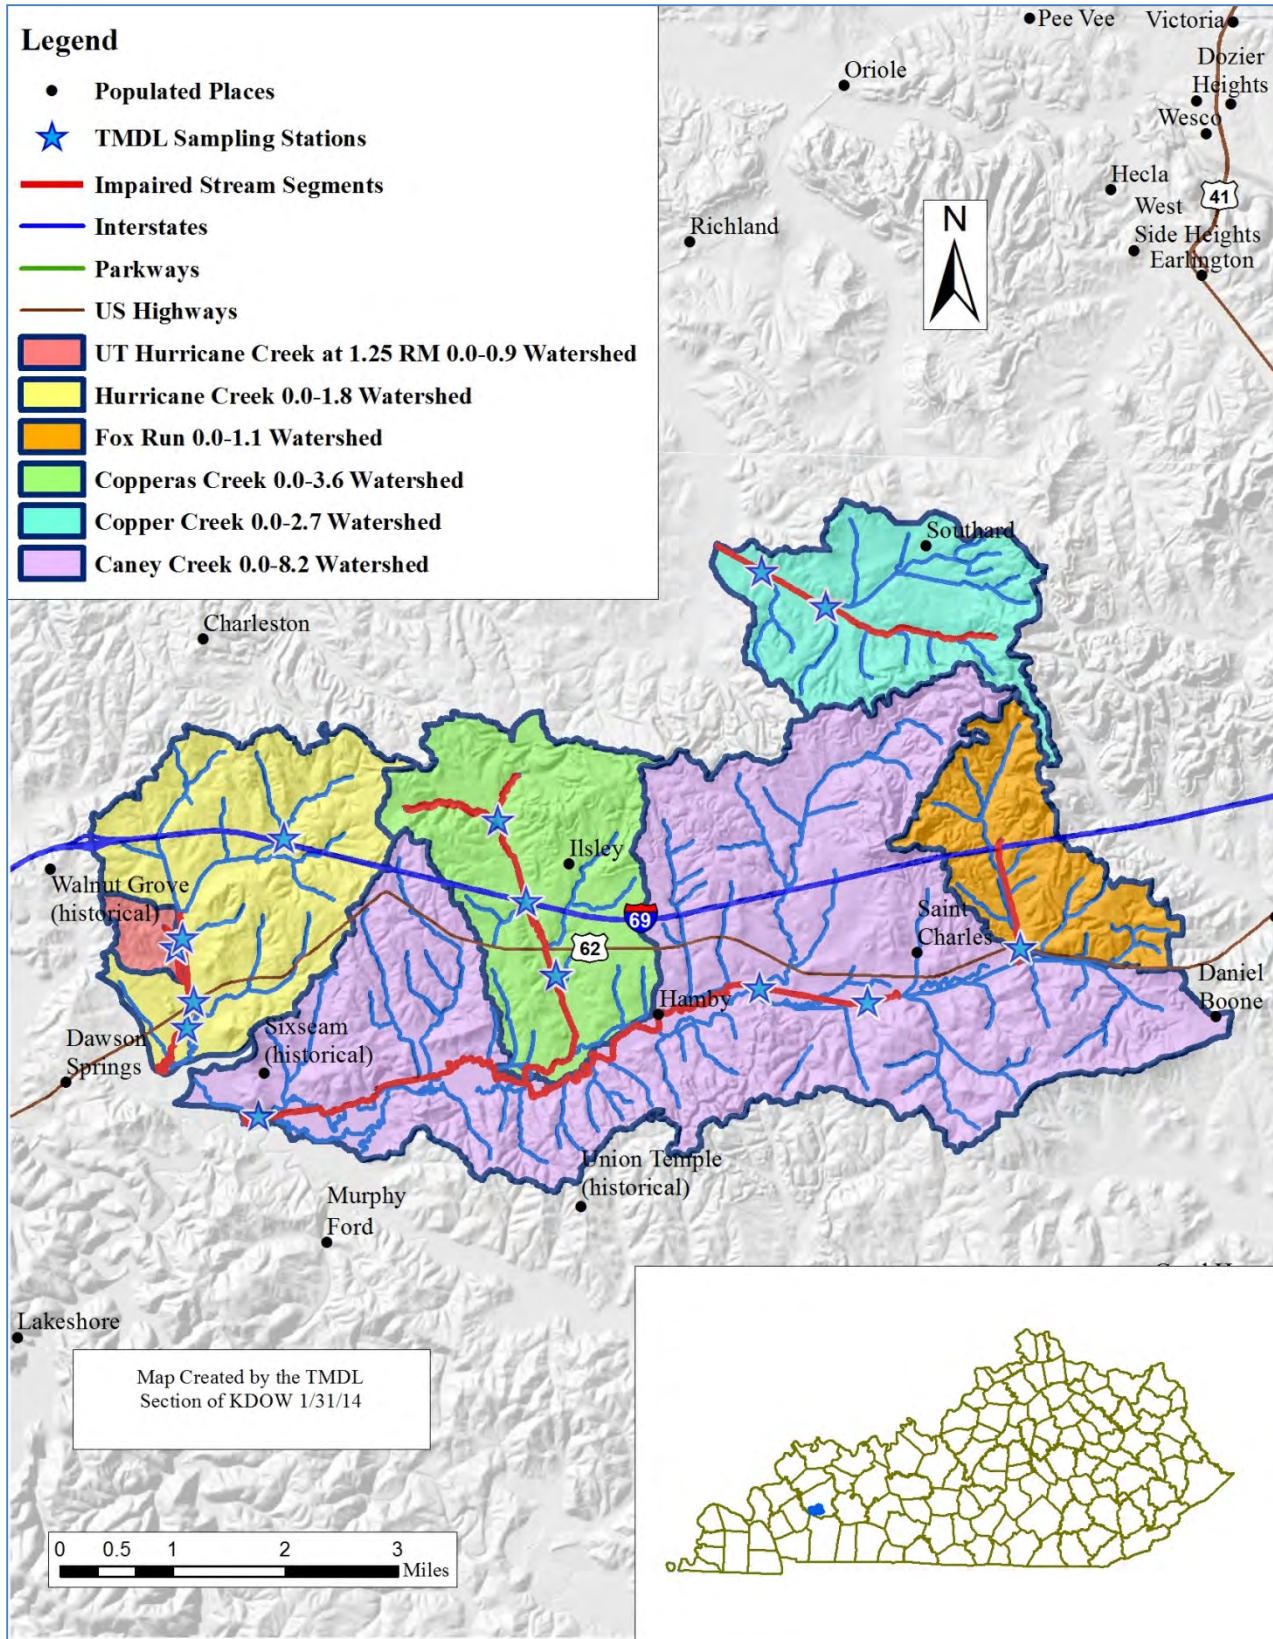 Legend
Populated Places
TMDL Sampling Stations
Impaired Stream Segments
Interstates
Parkways
US Highways
UT Hurricane Creek at 1.25 RM 0.0-0.9 Watershed
Hurricane Creek 0.0-1.8 Watershed
Fox Run 0.0-1.1 Watershed
Copperas Creek 0.0-3.6 Watershed
Copper Creek 0.0-2.7 Watershed
Caney Creek 0.0-8.2 Watershed
Pee Vee
Victoria
Dozier
Heights
Oriole
Wesco
Hecla
41
West
Side Heights
Richland
N
Earlington
Southard
Charleston
Ilsley
Walnut Grove
(historical)
69
62
Saint
Charles
Daniel
Boone
Hamby
Sixseam
(historical)
Dawson
Springs
Union Temple
(historical)
Murphy
Ford
Lakeshore
Map Created by the TMDL
Section of KDOW 1/31/14
0 0.5 1 2 3
Miles